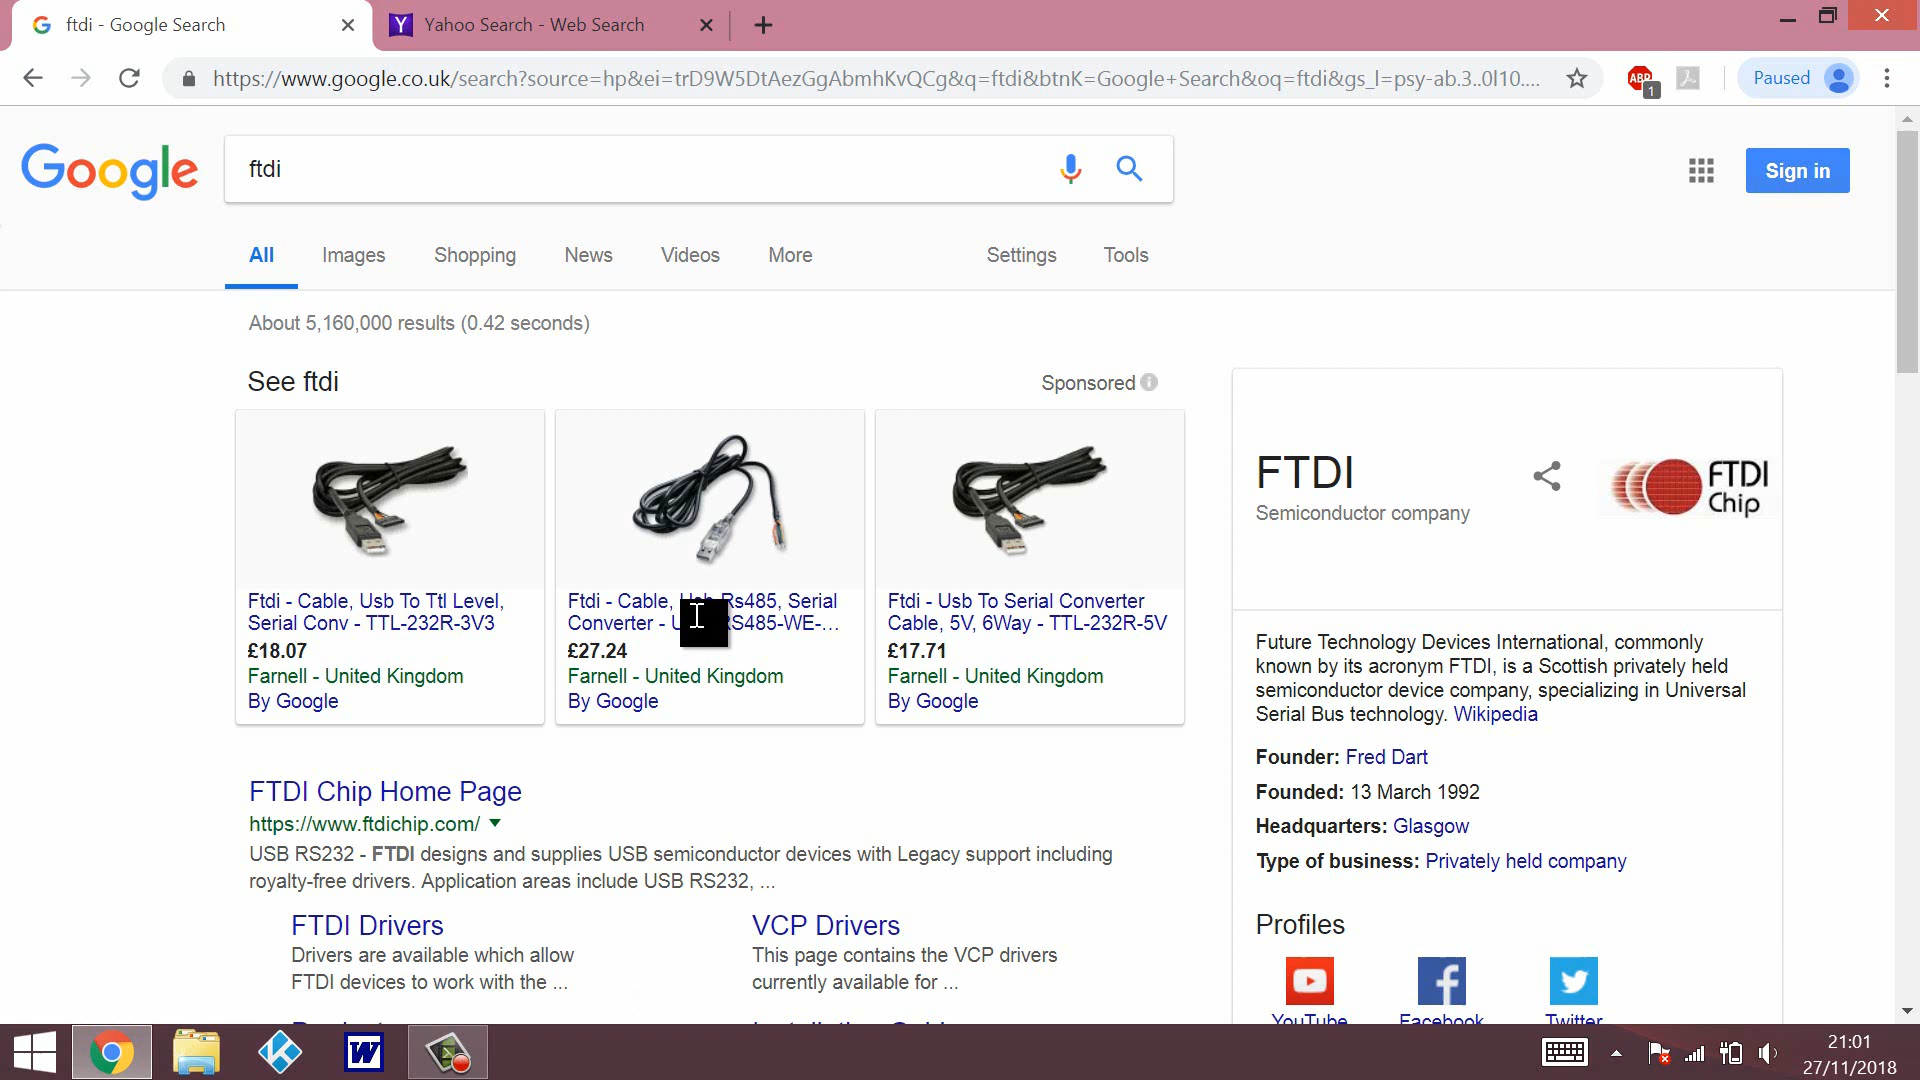 ftdi - Google Search
Yahoo Search - Web Search
https://www.google.co.uk/search?source=hp&ei=trD9W5DtAezGgAbmhKvQCg&q=ftdi&btnK=Google+Search&oq=ftdi&gs_l=psy-ab.3..0l10....
ABP
1
Paused
Google
ftdi
Sign in
All
Images
Shopping
News
Videos
More
Settings
Tools
About 5,160,000 results (0.42 seconds)
See ftdi
Sponsored
Ftdi - Cable, Usb To Ttl Level,
Serial Conv - TTL-232R-3V3
£18.07
Farnell - United Kingdom
By Google
Ftdi - Cable, Rs485, Serial
Converter - RS485-WE-...
£27.24
Farnell - United Kingdom
By Google
Ftdi - Usb To Serial Converter
Cable, 5V, 6Way - TTL-232R-5V
£17.71
Farnell - United Kingdom
By Google
FTDI Chip Home Page
https://www.ftdichip.com/
USB RS232 - FTDI designs and supplies USB semiconductor devices with Legacy support including
royalty-free drivers. Application areas include USB RS232, ...
FTDI Drivers
Drivers are available which allow
FTDI devices to work with the ...
VCP Drivers
This page contains the VCP drivers
currently available for ...
FTDI
Semiconductor company
FTDI
Chip
Future Technology Devices International, commonly
known by its acronym FTDI, is a Scottish privately held
semiconductor device company, specializing in Universal
Serial Bus technology. Wikipedia
Founder: Fred Dart
Founded: 13 March 1992
Headquarters: Glasgow
Type of business: Privately held company
Profiles
YouTube
Facebook
Twitter
21:01
27/11/2018